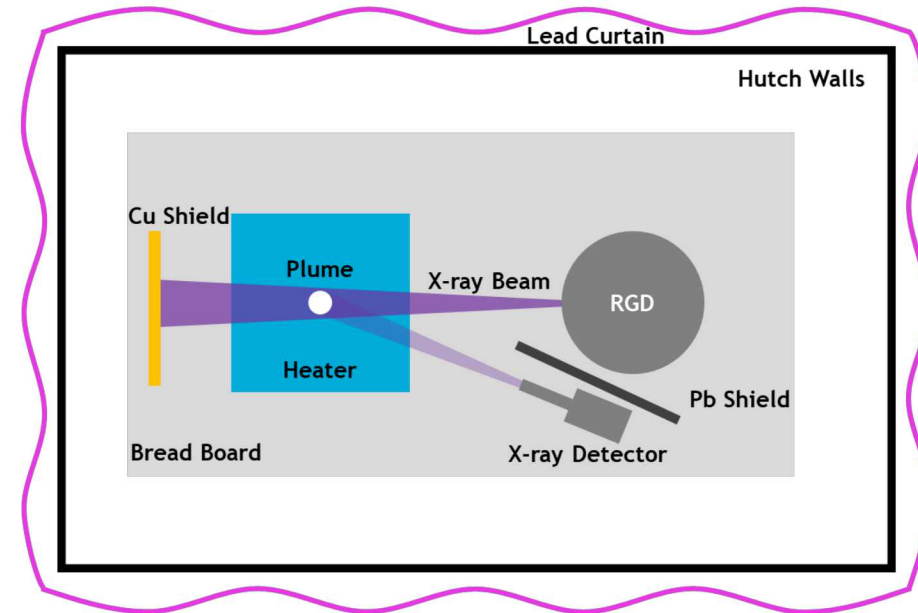 Lead Curtain
Hutch Walls
Cu Shield
Plume
X-ray Beam
RGD
Heater
Pb Shield
Bread Board
X-ray Detector